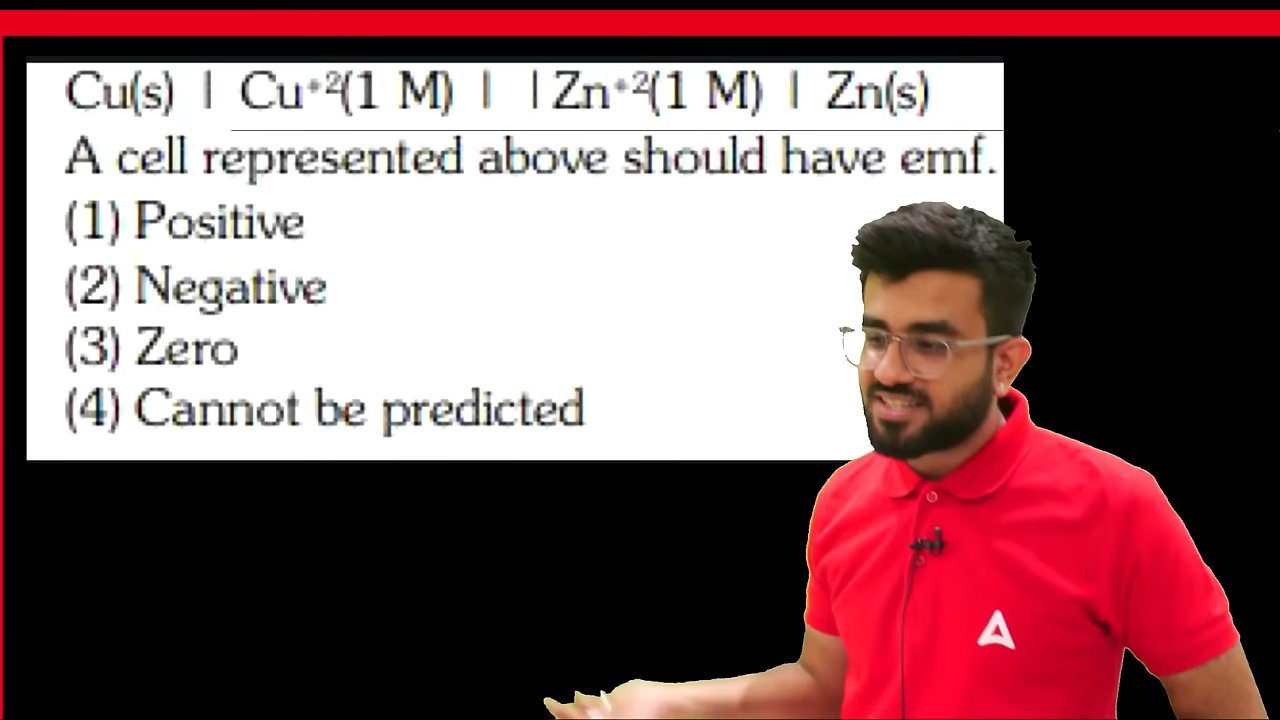 Cu(s) | Cu⁺²(1 M) | | Zn⁺²(1 M) | Zn(s)
A cell represented above should have emf.
(1) Positive
(2) Negative
(3) Zero
(4) Cannot be predicted